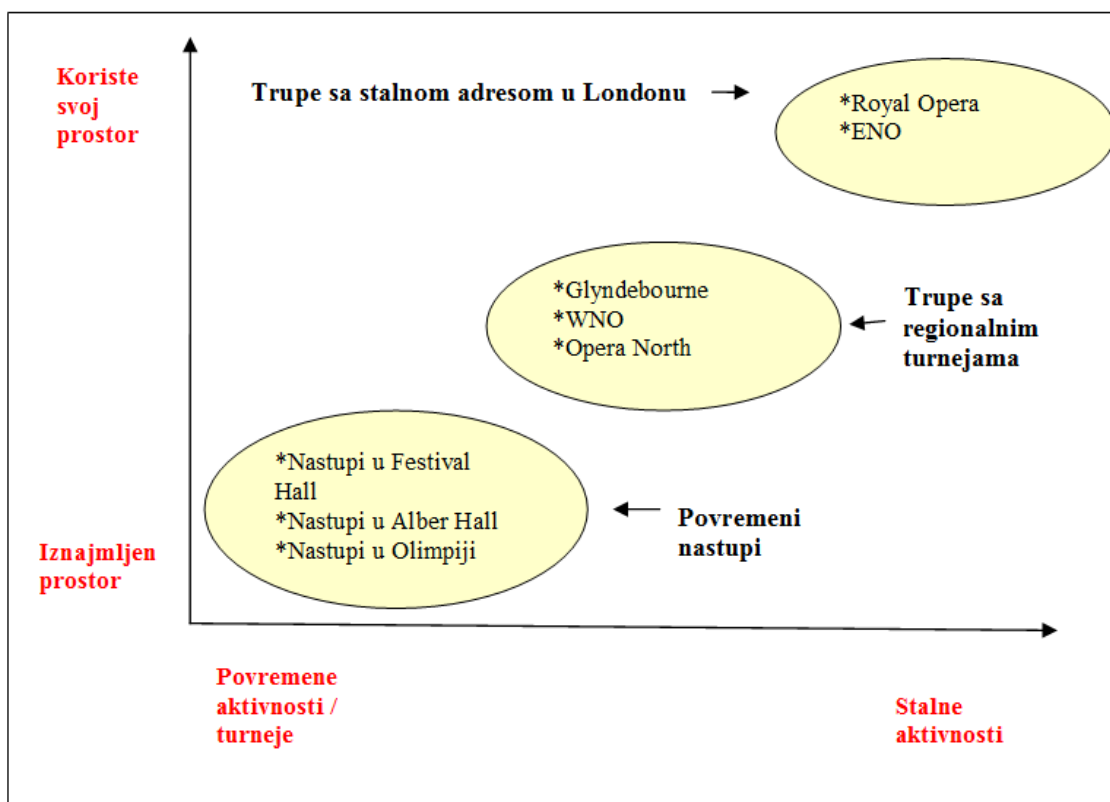 Koriste
svoj
prostor
Trupe sa stalnom adresom u Londonu
*Royal Opera
*ENO
*Glyndebourne
*WNO
*Opera North
Trupe sa
regionalnim
turnejama
*Nastupi u Festival
Hall
*Nastupi u Alber Hall
*Nastupi u Olimpiji
Povremeni
nastupi
Iznajmljen
prostor
Povremene
aktivnosti /
turneje
Stalne
aktivnosti